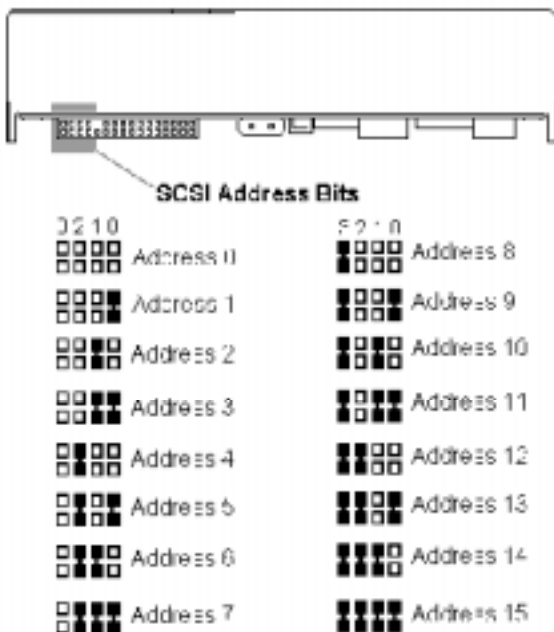 SCSI Address Bits
3 2 1 0
Address 0
Address 1
Address 2
Address 3
Address 4
Address 5
Address 6
Address 7
3 2 1 0
Address 8
Address 9
Address 10
Address 11
Address 12
Address 13
Address 14
Address 15